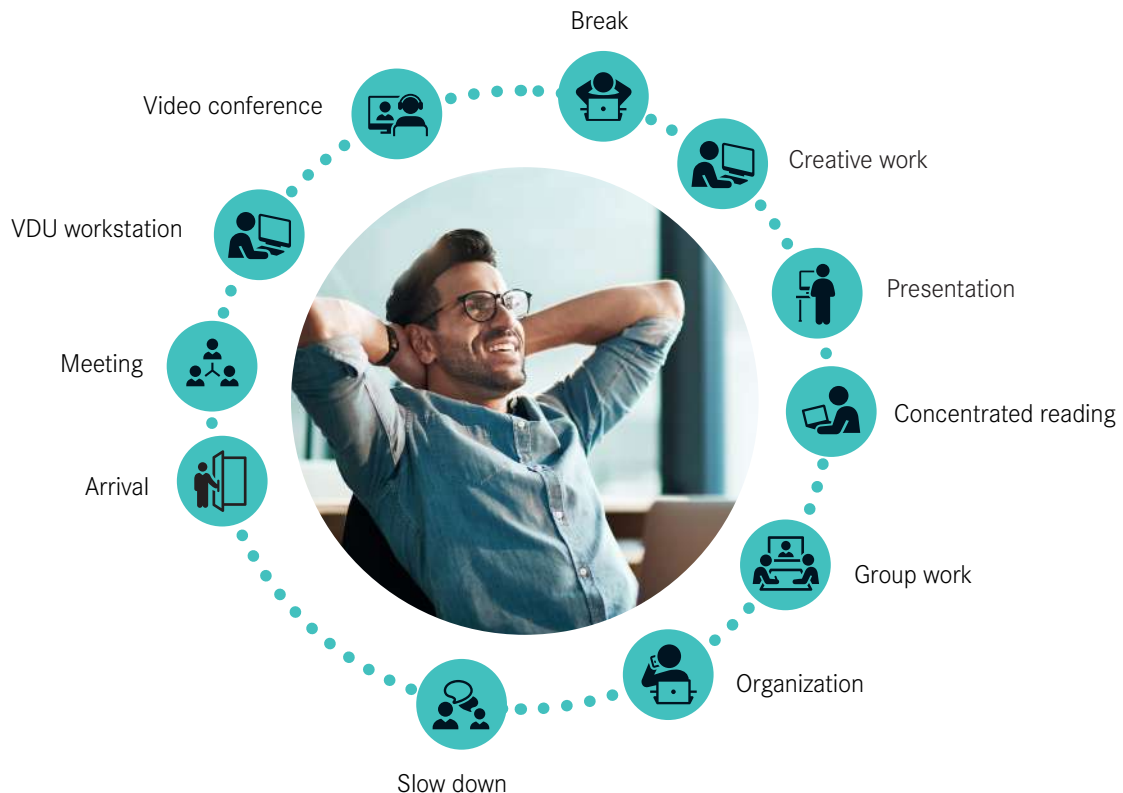 Break
Video conference
Creative work
VDU workstation
Presentation
Meeting
Concentrated reading
Arrival
Group work
Organization
Slow down